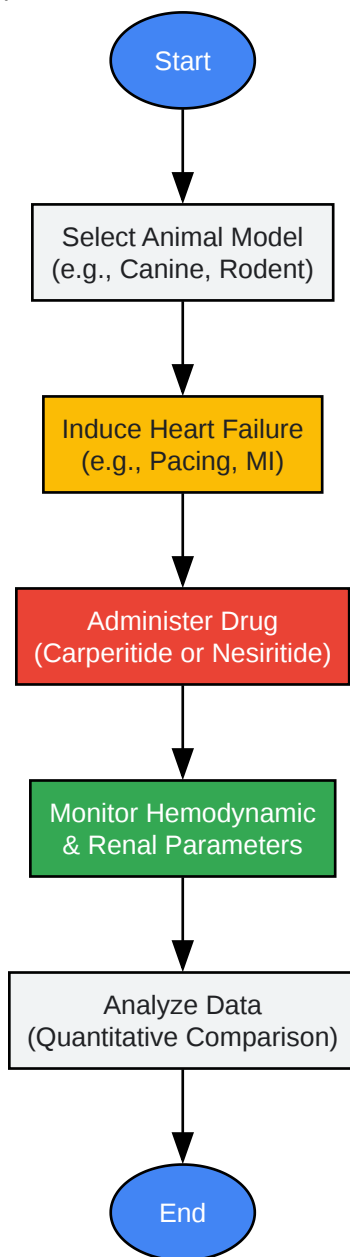 Start
Select Animal Model
(e.g., Canine, Rodent)
Induce Heart Failure
(e.g., Pacing, MI)
Administer Drug
(Carperitide or Nesiritide)
Monitor Hemodynamic
& Renal Parameters
Analyze Data
(Quantitative Comparison)
End